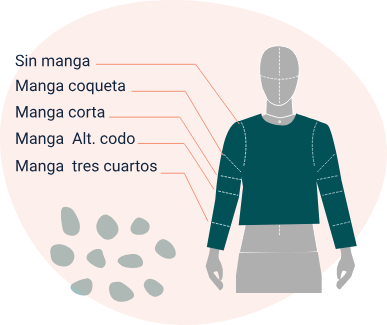 Sin manga
Manga coqueta
Manga corta
Manga Alt. codo
Manga tres cuartos